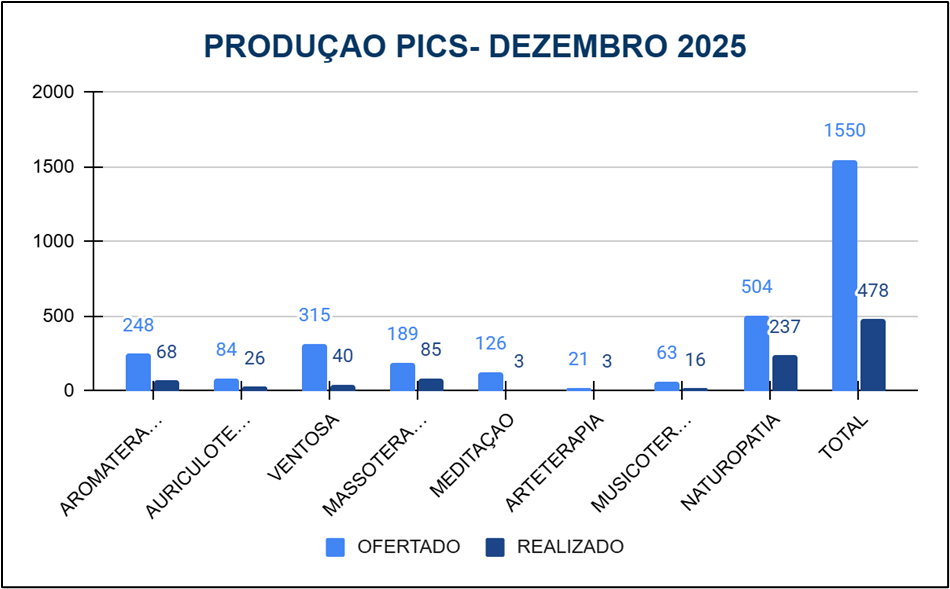 PRODUÇAO PICS- DEZEMBRO 2025
2000
1500
1000
500
0
248
68
84
26
315
40
189
85
126
3
21
3
63
16
504
237
1550
478
AROMATERA...
AURICULOTE...
VENTOSA
MASSOTERA...
MEDITAÇAO
ARTETERAPIA
MUSICOTER...
NATUROPATIA
TOTAL
OFERTADO
REALIZADO